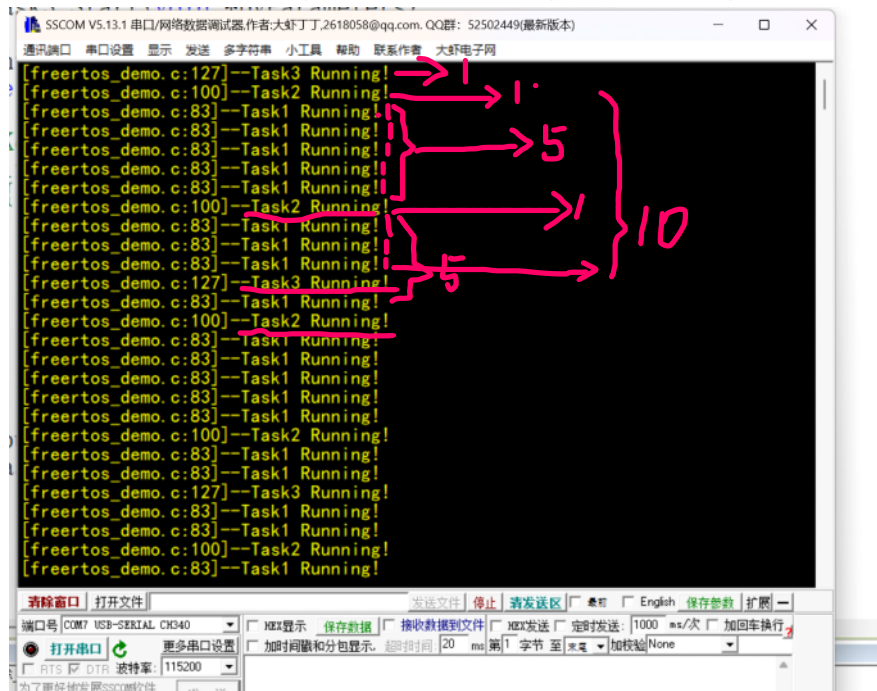 SSCOM V5.13.1 串口/网络数据调试器,作者:大虾丁丁,2618058@qq.com. QQ群: 52502449(最新版本)
通讯端口 串口设置 显示 发送 多字符串 小工具 帮助 联系作者 大虾电子网
[freertos_demo.c:127]--Task3 Running! 1
[freertos_demo.c:100]--Task2 Running! 1
[freertos_demo.c:83]--Task1 Running!
[freertos_demo.c:83]--Task1 Running!
[freertos_demo.c:83]--Task1 Running! 5
[freertos_demo.c:83]--Task1 Running!
[freertos_demo.c:83]--Task1 Running!
[freertos_demo.c:100]--Task2 Running! 1
[freertos_demo.c:83]--Task1 Running! 10
[freertos_demo.c:83]--Task1 Running!
[freertos_demo.c:83]--Task1 Running! 5
[freertos_demo.c:127]--Task3 Running!
[freertos_demo.c:83]--Task1 Running!
[freertos_demo.c:100]--Task2 Running!
[freertos_demo.c:83]--Task1 Running!
[freertos_demo.c:83]--Task1 Running!
[freertos_demo.c:83]--Task1 Running!
[freertos_demo.c:83]--Task1 Running!
[freertos_demo.c:83]--Task1 Running!
[freertos_demo.c:100]--Task2 Running!
[freertos_demo.c:83]--Task1 Running!
[freertos_demo.c:83]--Task1 Running!
[freertos_demo.c:127]--Task3 Running!
[freertos_demo.c:83]--Task1 Running!
[freertos_demo.c:83]--Task1 Running!
[freertos_demo.c:100]--Task2 Running!
[freertos_demo.c:83]--Task1 Running!
清除窗口 打开文件 发送文件 停止 清发送区 最前 English 保存参数 扩展 —
端口号 COM7 USB-SERIAL CH340 HEX显示 保存数据 接收数据到文件 HEX发送 定时发送: 1000 ms/次 加回车换行
打开串口 更多串口设置 加时间戳和分包显示, 超时时间: 20 ms 第 1 字节 至 末尾 加校验 None
RTS DTR 波特率: 115200
为了更好地发展SSCOM软件